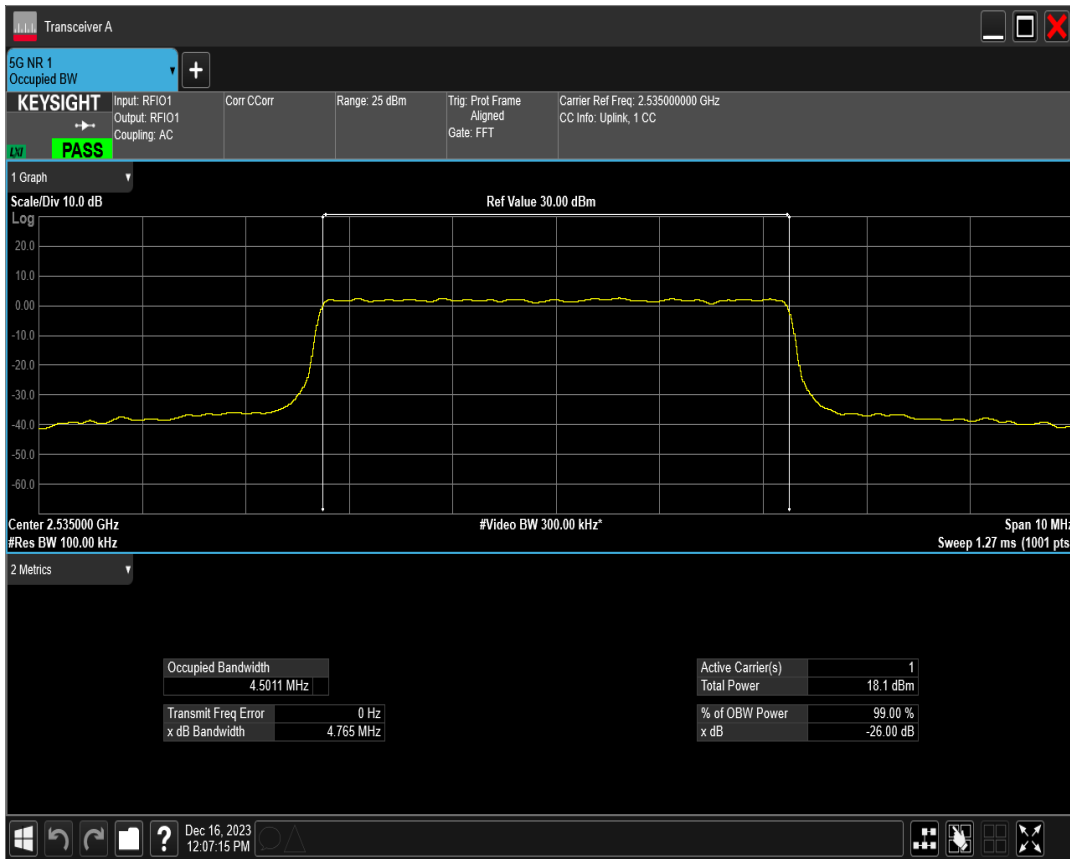 Transceiver A
5G NR 1
Occupied BW
+
KEYSIGHT
LXI
PASS
Input: RFIO1
Output: RFIO1
Coupling: AC
Corr CCorr
Range: 25 dBm
Trig: Prot Frame
Aligned
Gate: FFT
Carrier Ref Freq: 2.535000000 GHz
CC Info: Uplink, 1 CC
1 Graph
Scale/Div 10.0 dB
Ref Value 30.00 dBm
Log
20.0
10.0
0.00
-10.0
-20.0
-30.0
-40.0
-50.0
-60.0
Center 2.535000 GHz
#Video BW 300.00 kHz*
Span 10 MHz
#Res BW 100.00 kHz
Sweep 1.27 ms (1001 pts
2 Metrics
Occupied Bandwidth
4.5011 MHz
Transmit Freq Error 0 Hz
x dB Bandwidth 4.765 MHz
Active Carrier(s) 1
Total Power 18.1 dBm
% of OBW Power 99.00 %
x dB -26.00 dB
?
Dec 16, 2023
12:07:15 PM